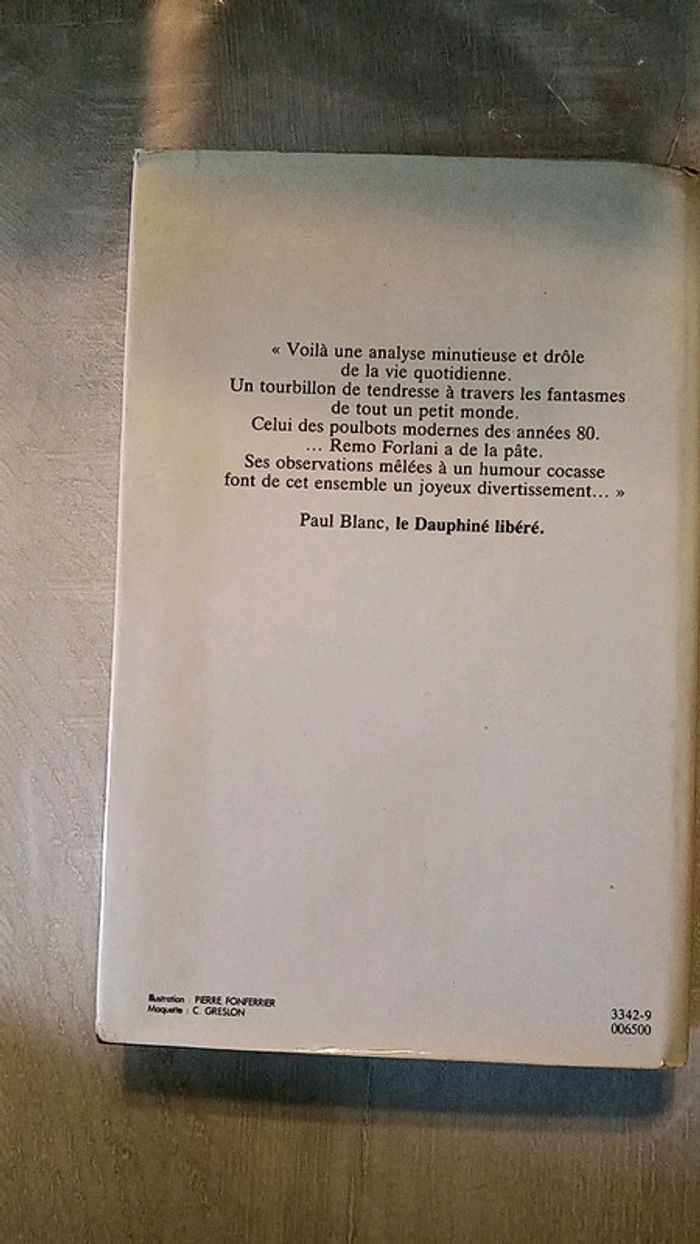 « Voilà une analyse minutieuse et drôle
de la vie quotidienne.
Un tourbillon de tendresse à travers les fantasmes
de tout un petit monde.
Celui des poulbots modernes des années 80.
... Remo Forlani a de la pâte.
Ses observations mêlées à un humour cocasse
font de cet ensemble un joyeux divertissement... »
Paul Blanc, le Dauphiné libéré.
Illustration : PIERRE FONFERRIER
Maquette : C. GRESLON
3342-9
006500